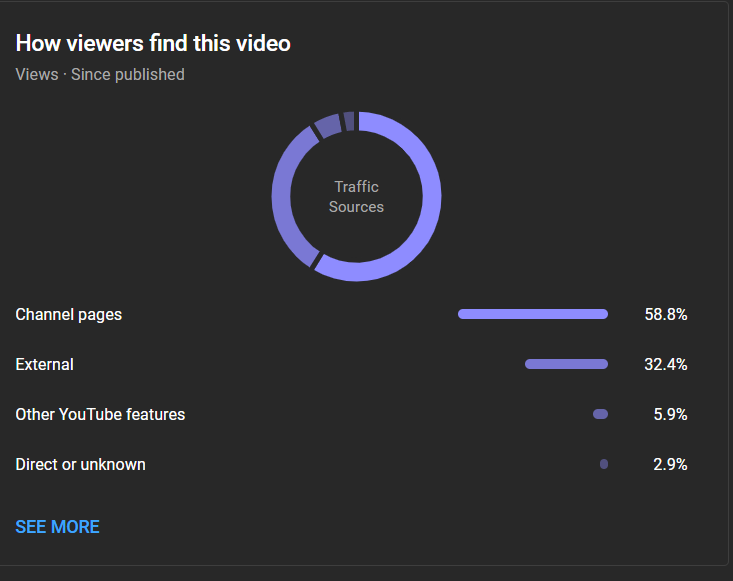 How viewers find this video
Views · Since published
Traffic
Sources
Channel pages 58.8%
External 32.4%
Other YouTube features 5.9%
Direct or unknown 2.9%
SEE MORE